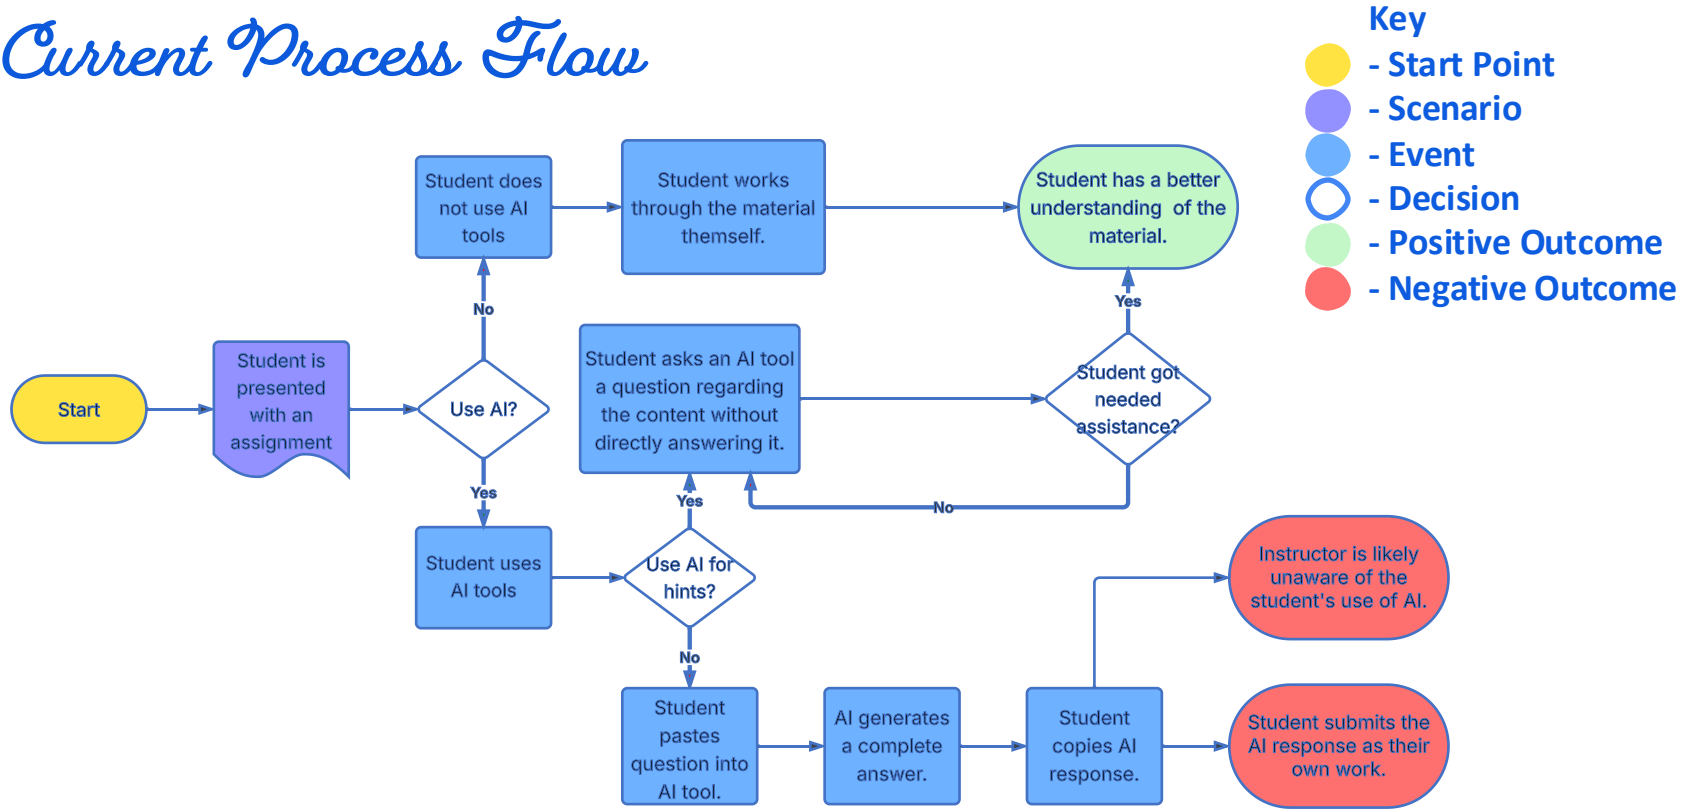 Current Process Flow
Key
- Start Point
- Scenario
- Event
- Decision
- Positive Outcome
- Negative Outcome
Student does
not use AI
tools
Student works
through the material
themself.
Student has a better
understanding of the
material.
No
Yes
Start
Student is
presented
with an
assignment
Use AI?
Student asks an AI tool
a question regarding
the content without
directly answering it.
Student got
needed
assistance?
Yes
Yes
No
Student uses
AI tools
Use AI for
hints?
Instructor is likely
unaware of the
student's use of AI.
No
Student
pastes
question into
AI tool.
AI generates
a complete
answer.
Student
copies AI
response.
Student submits the
AI response as their
own work.